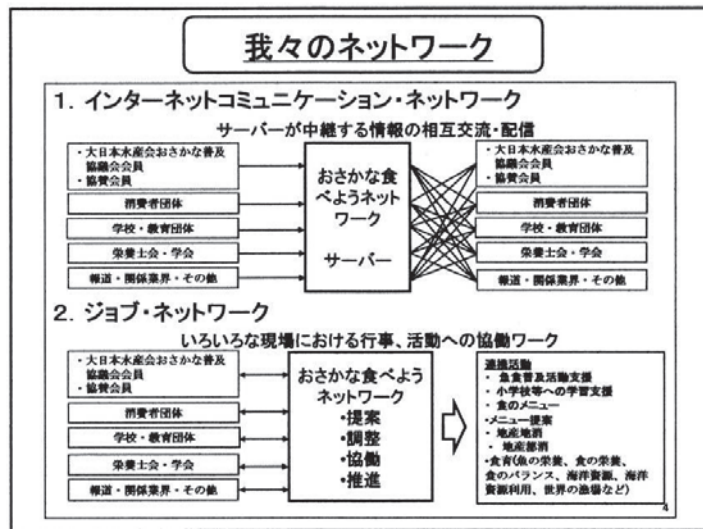 我々のネットワーク
1．インターネットコミュニケーション・ネットワーク
サーバーが中継する情報の相互交流・配信
・大日本水産会おさかな普及
協議会会員
・協賛会員
消費者団体
学校・教育団体
栄養士会・学会
報道・関係業界・その他
おさかな食
べようネット
ワーク
サーバー
・大日本水産会おさかな普及
協議会会員
・協賛会員
消費者団体
学校・教育団体
栄養士会・学会
報道・関係業界・その他
2．ジョブ・ネットワーク
いろいろな現場における行事、活動への協働ワーク
・大日本水産会おさかな普及
協議会会員
・協賛会員
消費者団体
学校・教育団体
栄養士会・学会
報道・関係業界・その他
おさかな食べよう
ネットワーク
・提案
・調整
・協働
・推進
連携活動
・ 魚食普及活動支援
・ 小学校等への学習支援
・ 食のメニュー
・メニュー提案
・ 地産地消
・ 地産都消
・食育(魚の栄養、食の栄養、
食のバランス、海洋資源、海洋
資源利用、世界の漁場など)
4